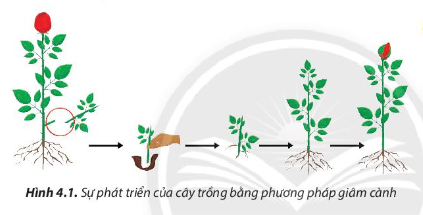 Hình 4.1. Sự phát triển của cây trồng bằng phương pháp giâm cành